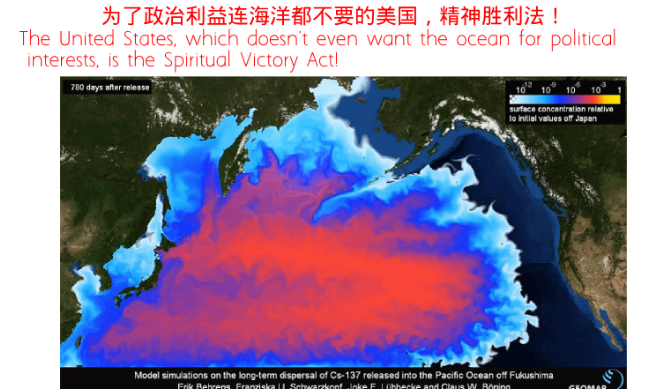 为了政治利益连海洋都不要的美国，精神胜利法！
The United States, which doesn't even want the ocean for political
interests, is the Spiritual Victory Act!
780 days after release
10-12 10-9 10-6 10-3 1
surface concentration relative
to initial values off Japan
Model simulations on the long-term dispersal of Cs-137 released into the Pacific Ocean off Fukushima
Erik Behrens, Franziska U. Schwarzkopf, Joke F. Lübbecke and Claus W. Böning
GEOMAR